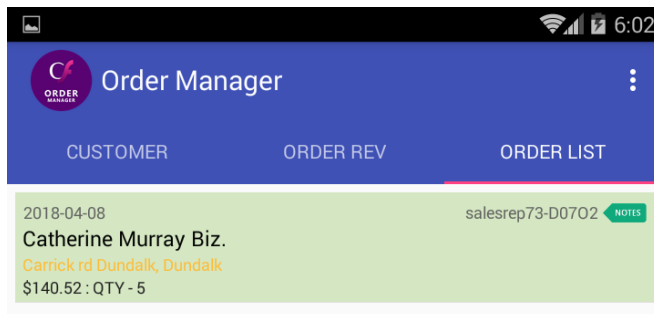 6:02
Cf
ORDER
MANAGER
Order Manager
CUSTOMER ORDER REV ORDER LIST
2018-04-08 salesrep73-D07O2 NOTES
Catherine Murray Biz.
Carrick rd Dundalk, Dundalk
$140.52 : QTY - 5